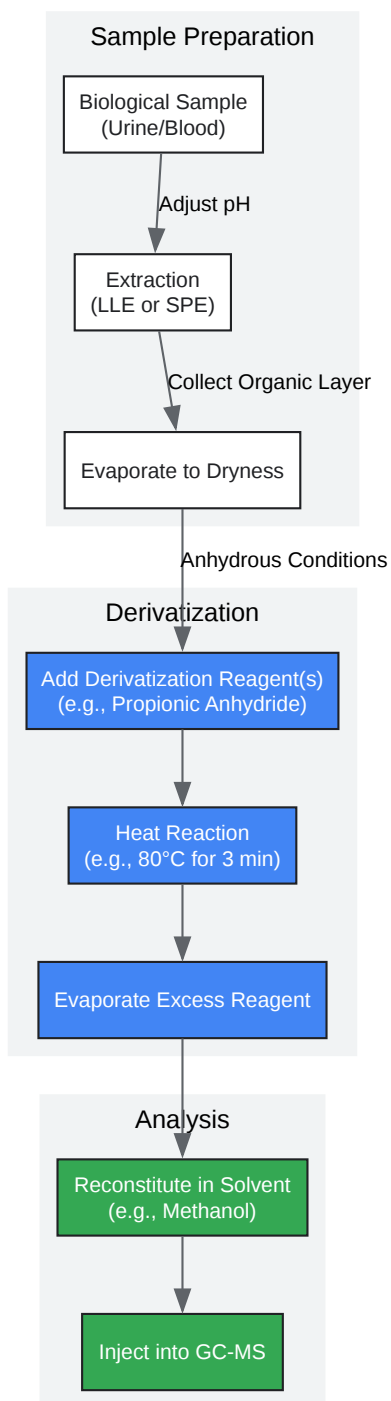 Sample Preparation
Biological Sample
(Urine/Blood)
Adjust pH
Extraction
(LLE or SPE)
Collect Organic Layer
Evaporate to Dryness
Anhydrous Conditions
Derivatization
Add Derivatization Reagent(s)
(e.g., Propionic Anhydride)
Heat Reaction
(e.g., 80°C for 3 min)
Evaporate Excess Reagent
Analysis
Reconstitute in Solvent
(e.g., Methanol)
Inject into GC-MS